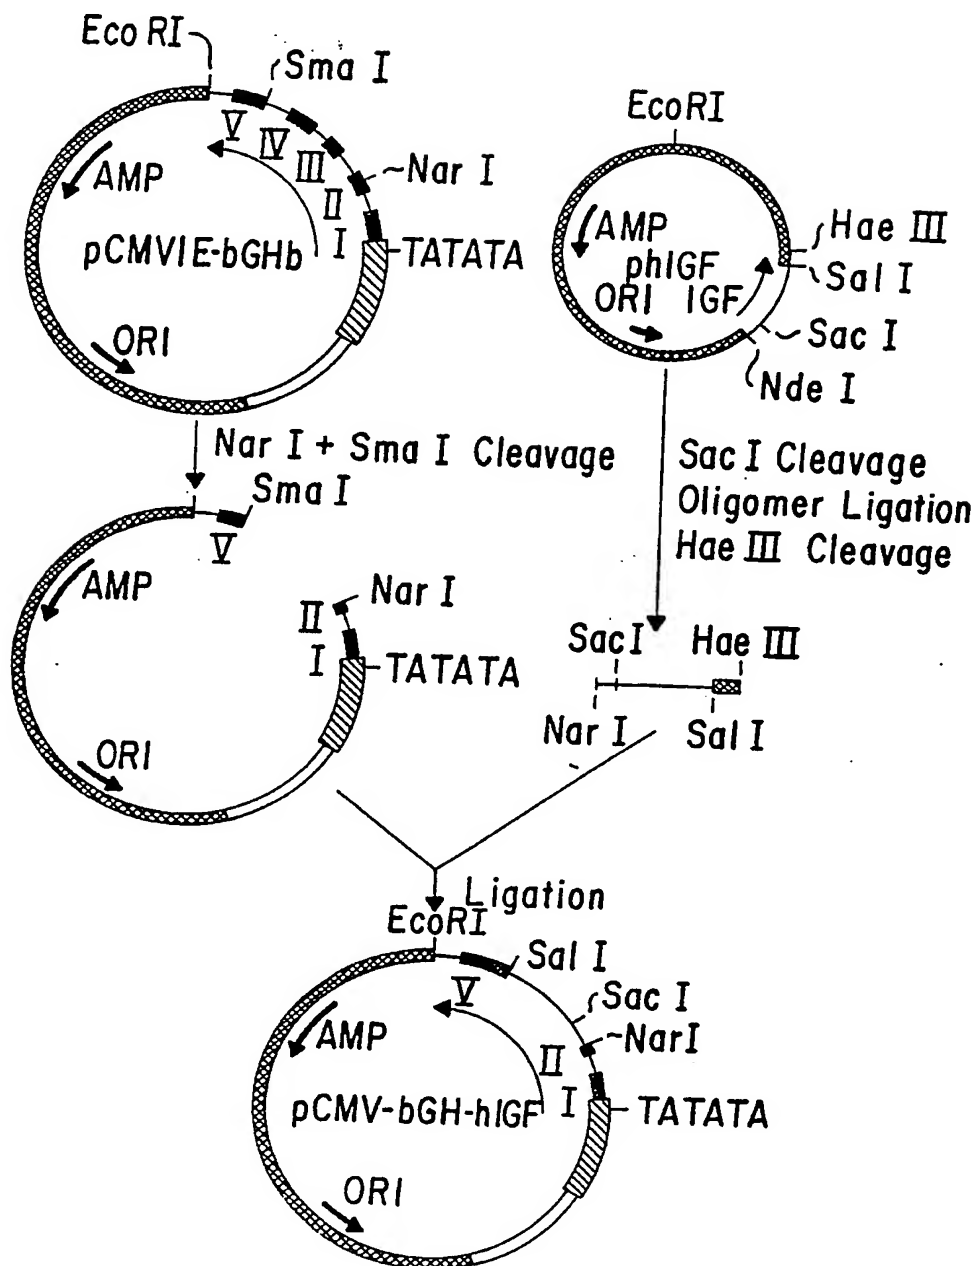 Eco RI
Sma I
V
IV
III
II
I
Nar I
AMP
pCMVIE-bGHb
TATATA
ORI
EcoRI
Hae III
Sal I
AMP
phIGF
ORI IGF
Sac I
Nde I
Nar I + Sma I Cleavage
Sac I Cleavage
Oligomer Ligation
Hae III Cleavage
Sma I
V
AMP
Nar I
II
I
TATATA
ORI
Sac I
Hae III
Nar I
Sal I
Ligation
EcoRI
Sal I
V
Sac I
NarI
AMP
II
I
pCMV-bGH-hIGF
TATATA
ORI